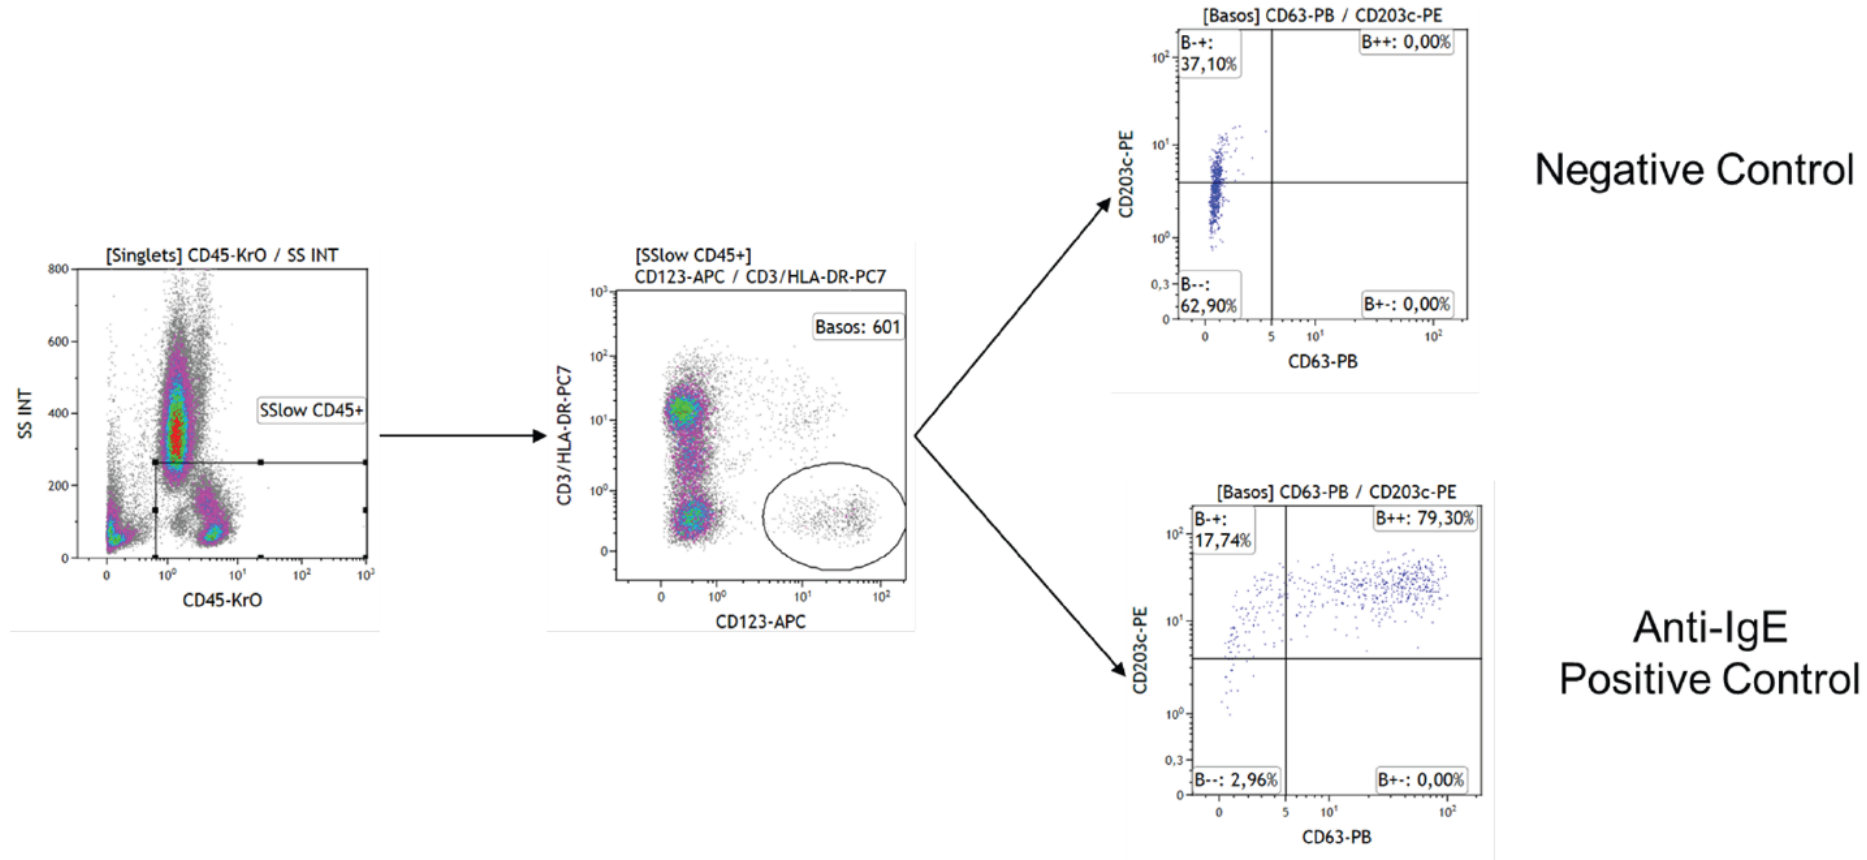 [Singlets] CD45-KrO / SS INT
800
600
400
200
0
SS INT
SSlow CD45+
0
10⁰
10¹
10²
10³
CD45-KrO
[SSlow CD45+]
CD123-APC / CD3/HLA-DR-PC7
10³
10²
10¹
10⁰
0
CD3/HLA-DR-PC7
Basos: 601
0
10⁰
10¹
10²
CD123-APC
[Basos] CD63-PB / CD203c-PE
B-+:
37,10%
B++: 0,00%
10²
10¹
10⁰
0,3
0
CD203c-PE
B--:
62,90%
B+-: 0,00%
0
5
10¹
10²
CD63-PB
Negative Control
[Basos] CD63-PB / CD203c-PE
B-+:
17,74%
B++: 79,30%
10²
10¹
10⁰
0,3
0
CD203c-PE
B--: 2,96%
B+-: 0,00%
0
5
10¹
10²
CD63-PB
Anti-IgE
Positive Control